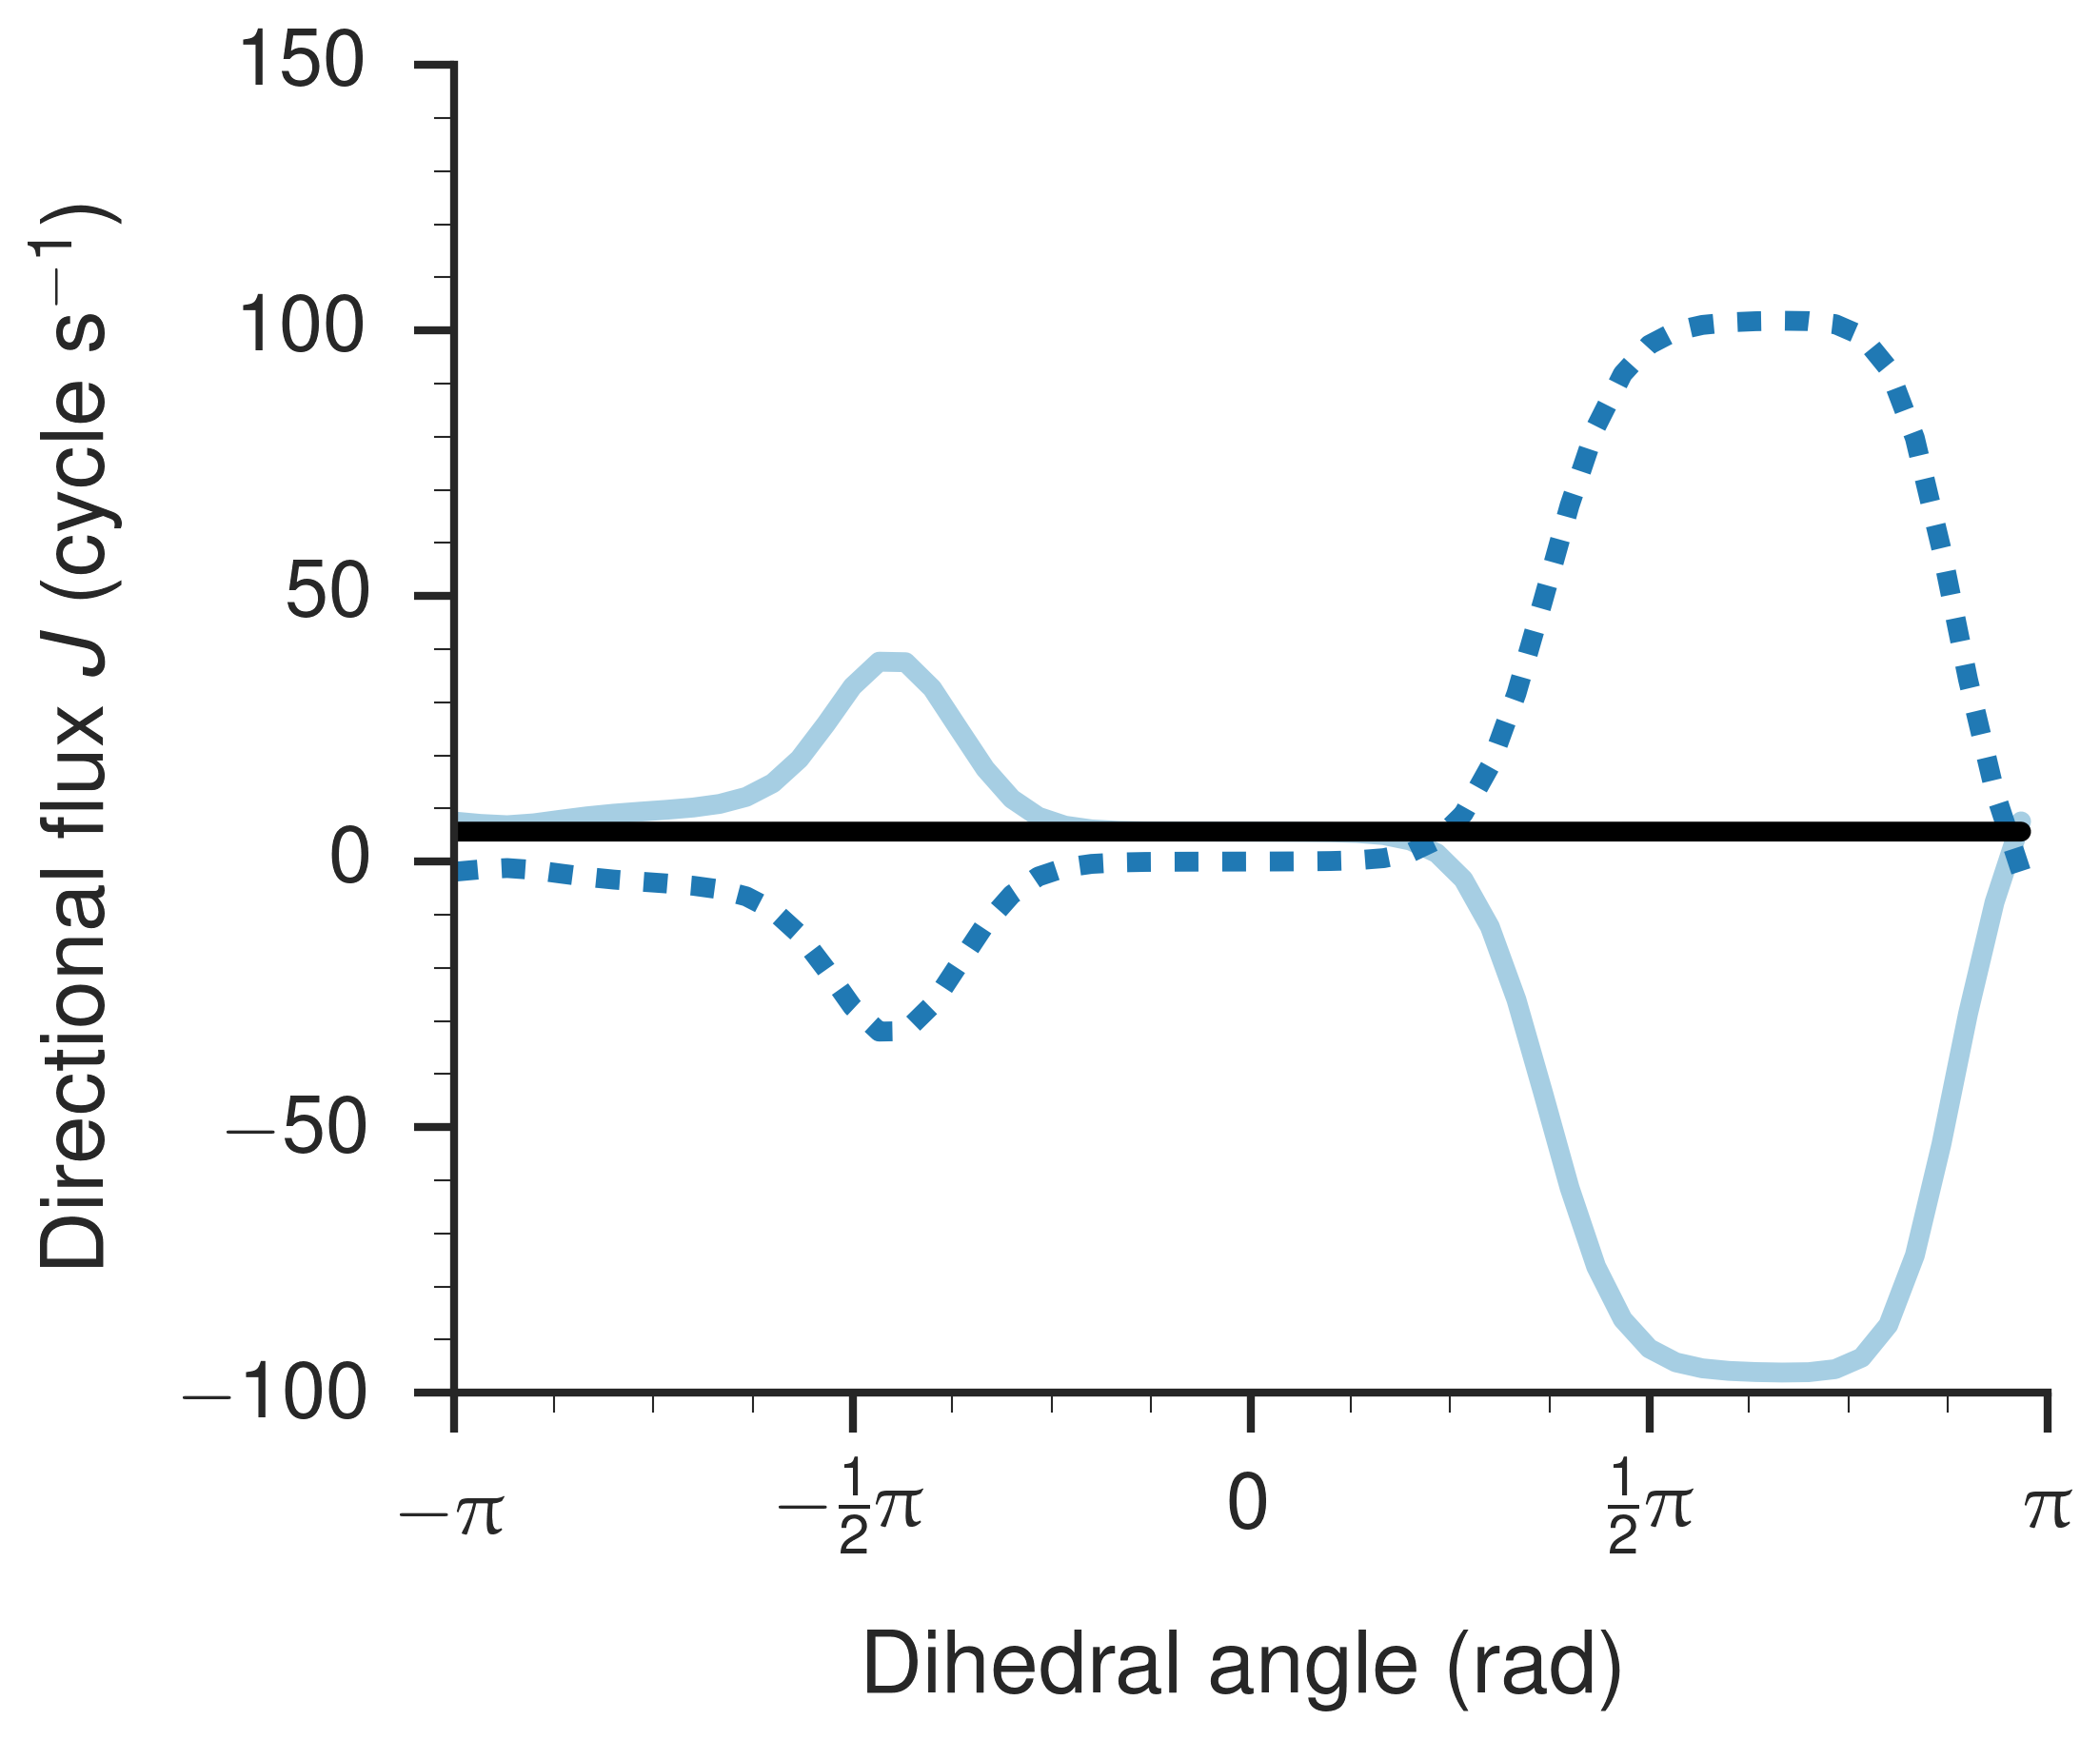 Directional flux J (cycle s⁻¹)
150
100
50
0
−50
−100
−π
−½π
0
½π
π
Dihedral angle (rad)